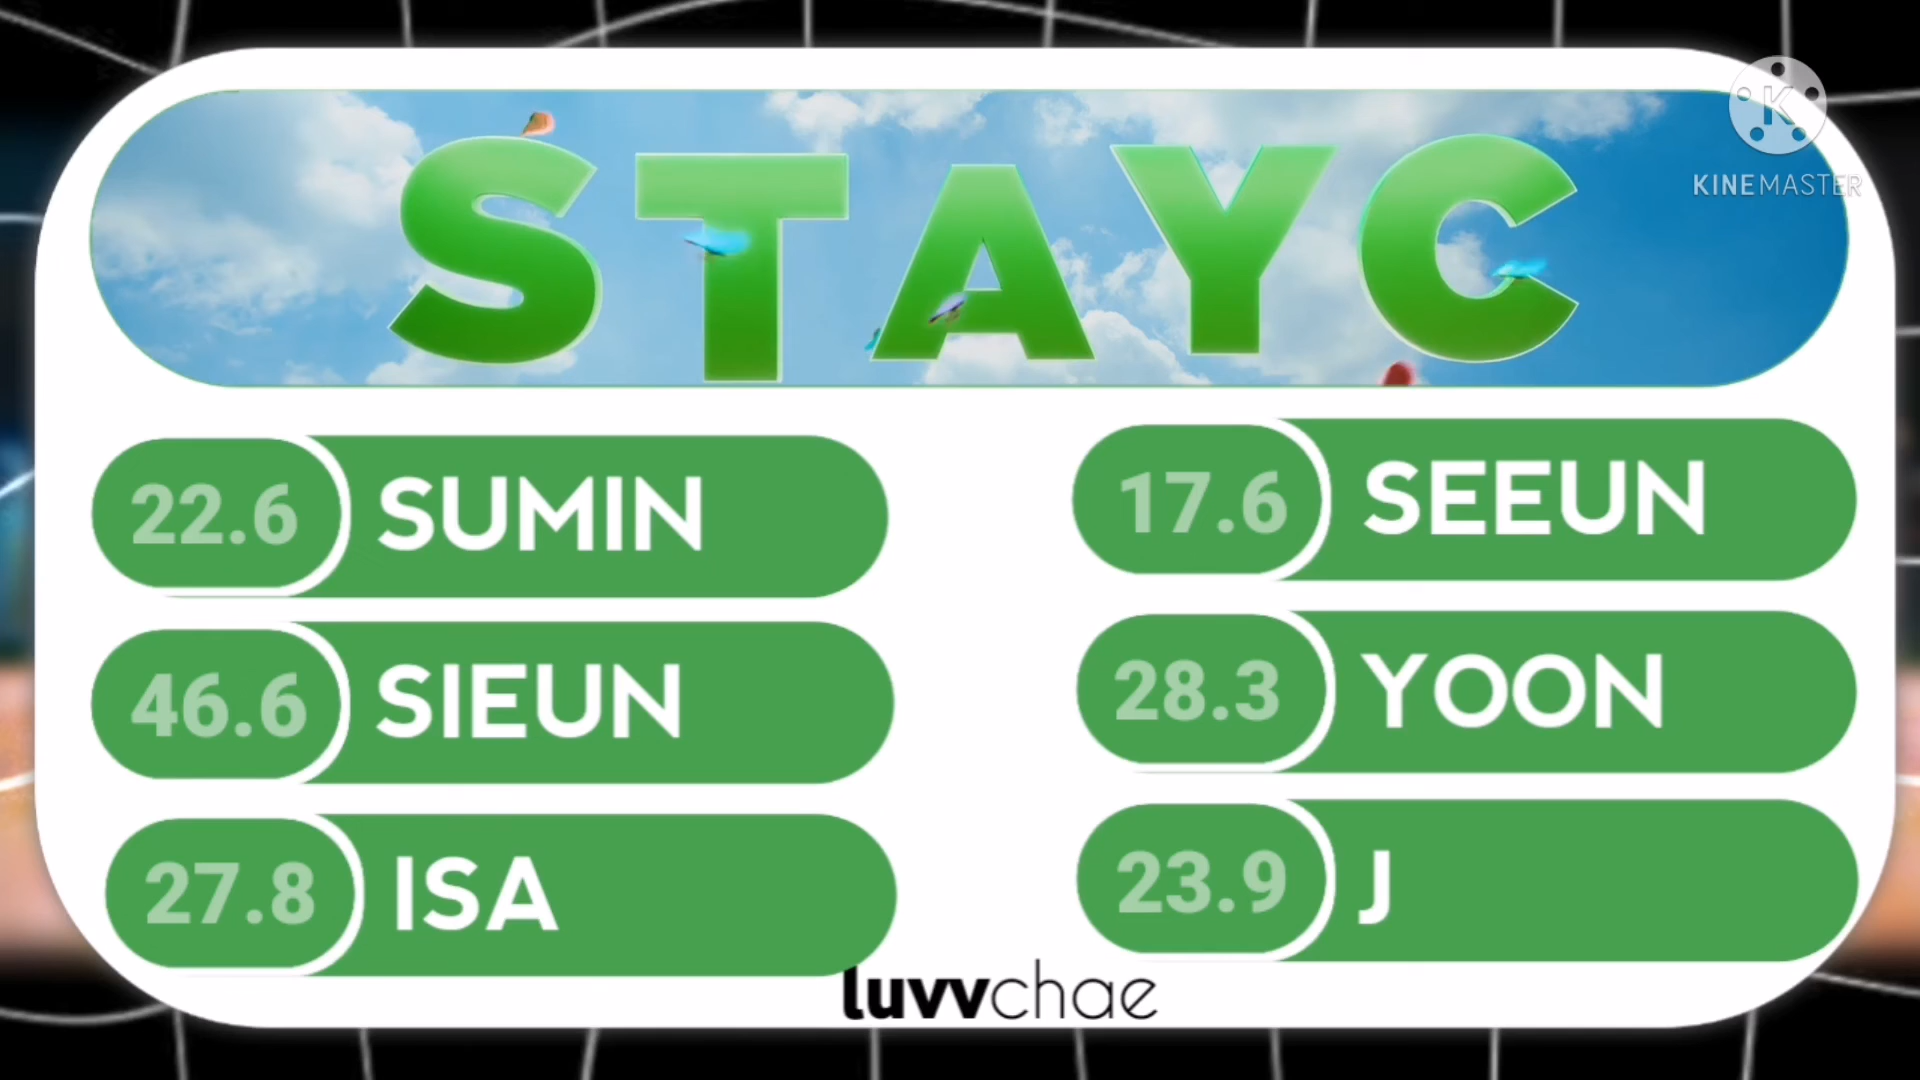 STAYC
KINEMASTER
22.6 SUMIN
46.6 SIEUN
27.8 ISA
17.6 SEEUN
28.3 YOON
23.9 J
luvvchae